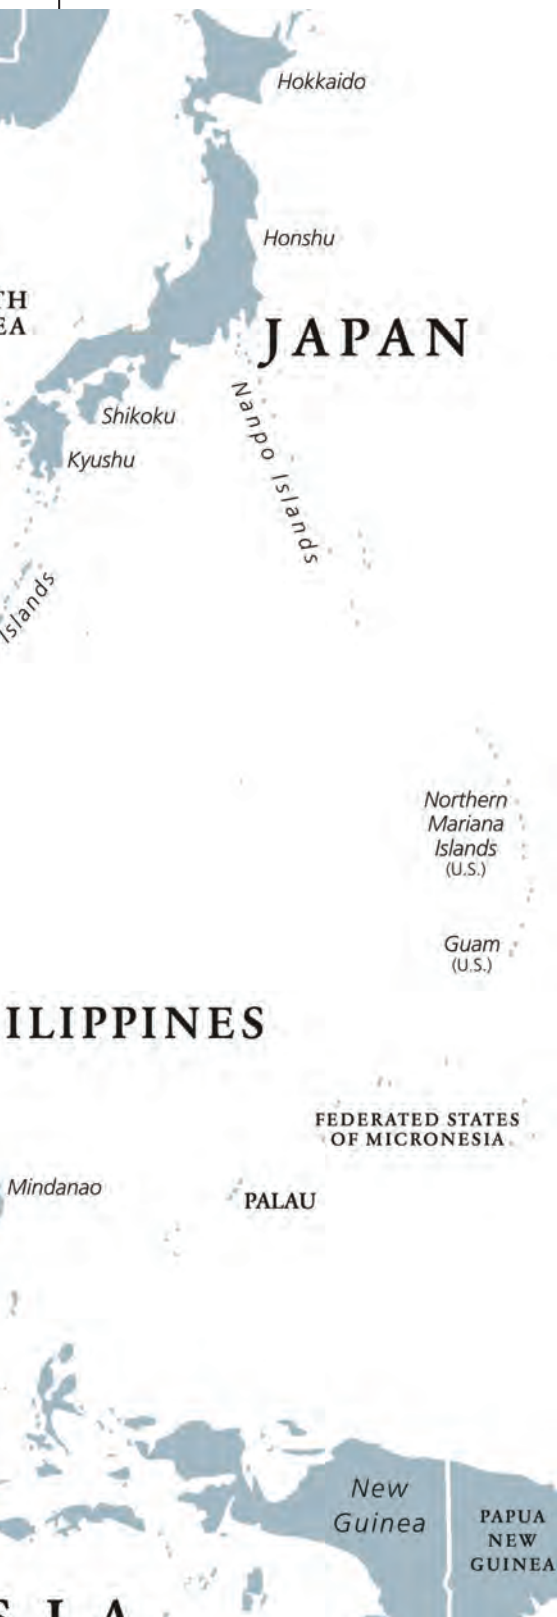 Hokkaido
Honshu
TH
EA
JAPAN
Shikoku
Kyushu
Nanpo Islands
Islands
Northern
Mariana
Islands
(U.S.)
Guam
(U.S.)
ILIPPINES
FEDERATED STATES
OF MICRONESIA
Mindanao
PALAU
New
Guinea
PAPUA
NEW
GUINEA
SIA